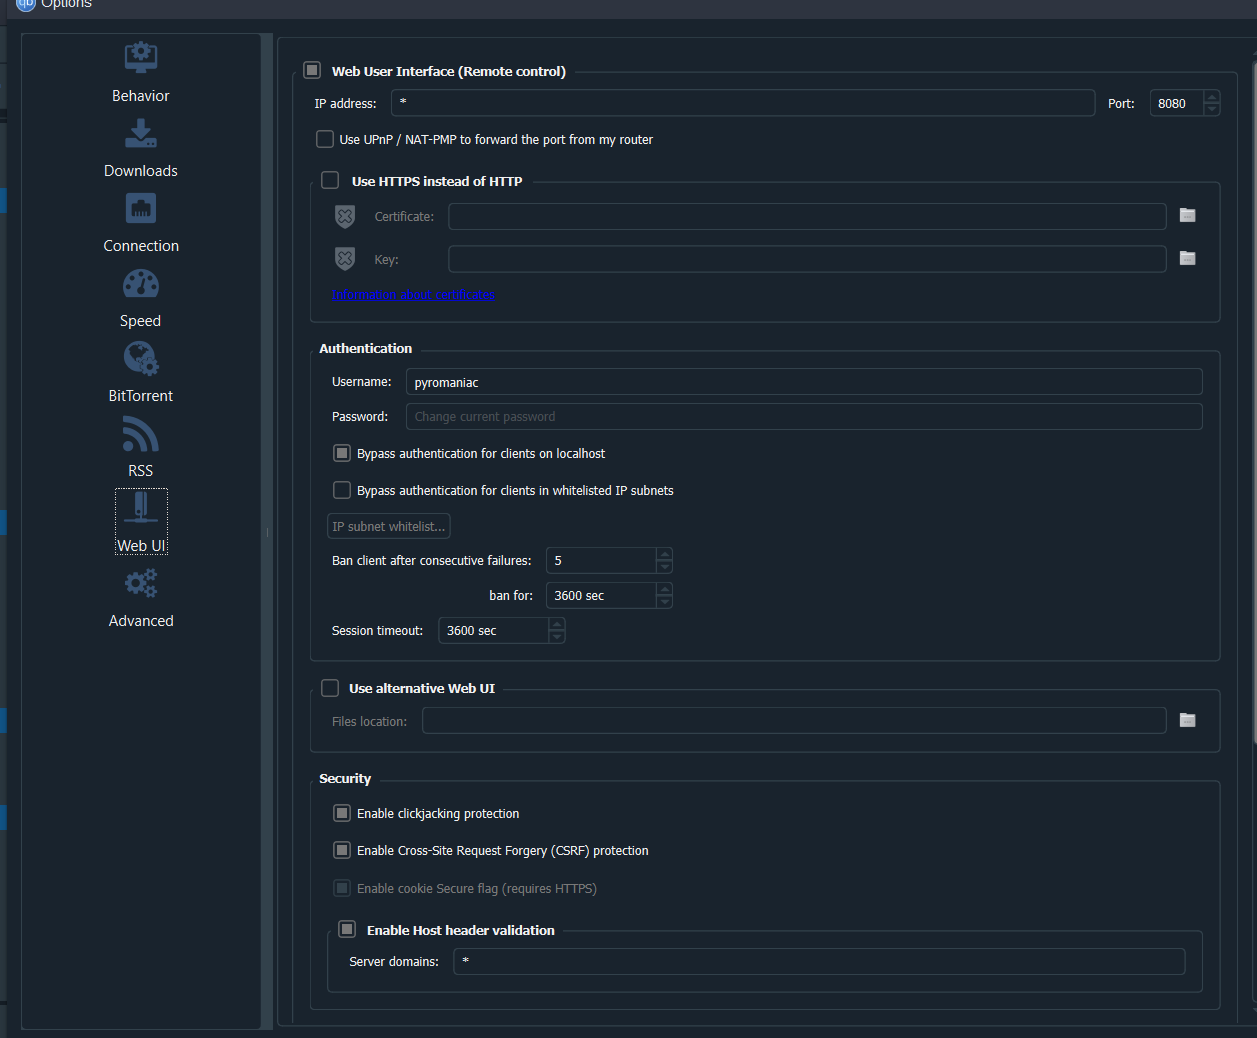 qb Options
Behavior
Downloads
Connection
Speed
BitTorrent
RSS
Web UI
Advanced
Web User Interface (Remote control)
IP address: * Port: 8080
Use UPnP / NAT-PMP to forward the port from my router
Use HTTPS instead of HTTP
Certificate:
Key:
Information about certificates
Authentication
Username: pyromaniac
Password: Change current password
Bypass authentication for clients on localhost
Bypass authentication for clients in whitelisted IP subnets
IP subnet whitelist...
Ban client after consecutive failures: 5
ban for: 3600 sec
Session timeout: 3600 sec
Use alternative Web UI
Files location:
Security
Enable clickjacking protection
Enable Cross-Site Request Forgery (CSRF) protection
Enable cookie Secure flag (requires HTTPS)
Enable Host header validation
Server domains: *